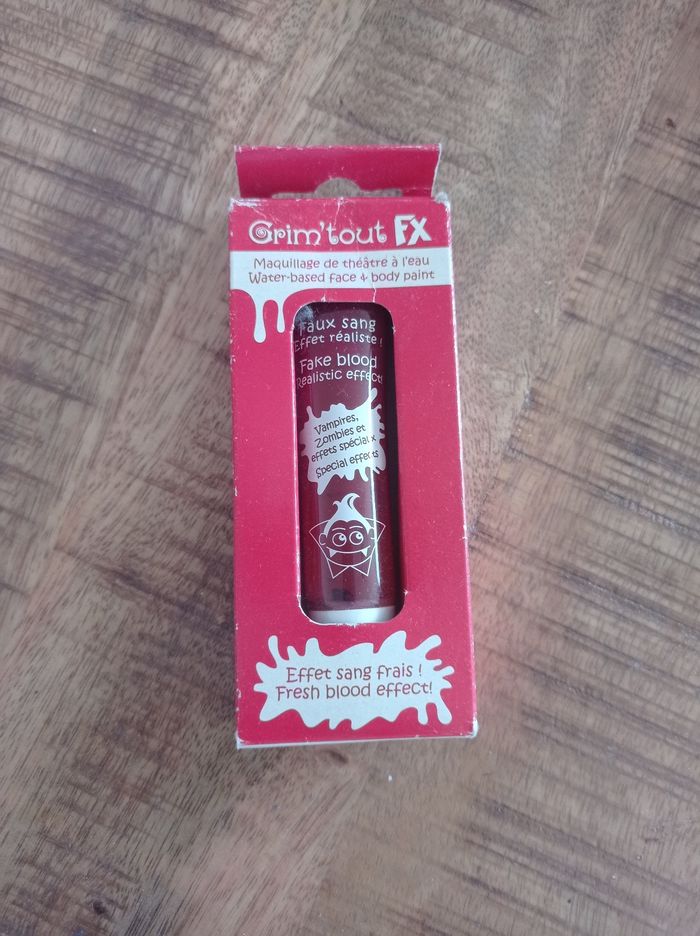 Grim'tout FX
Maquillage de théâtre à l'eau
Water-based face & body paint
Faux sang
Effet réaliste !
Fake blood
Realistic effect!
Vampires,
Zombies et
effets spéciaux
Special effects
Effet sang frais !
Fresh blood effect!